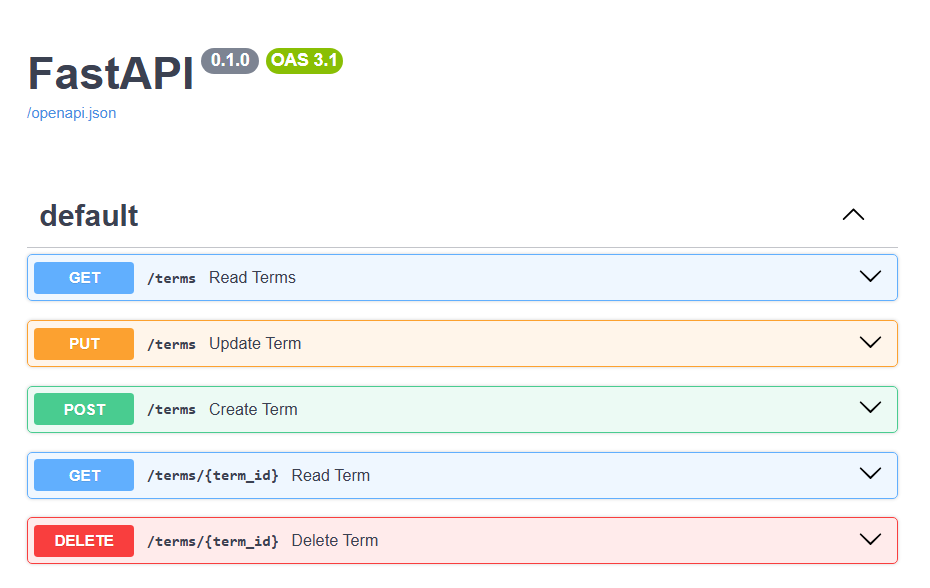 FastAPI 0.1.0 OAS 3.1
/openapi.json
default
GET /terms Read Terms
PUT /terms Update Term
POST /terms Create Term
GET /terms/{term_id} Read Term
DELETE /terms/{term_id} Delete Term